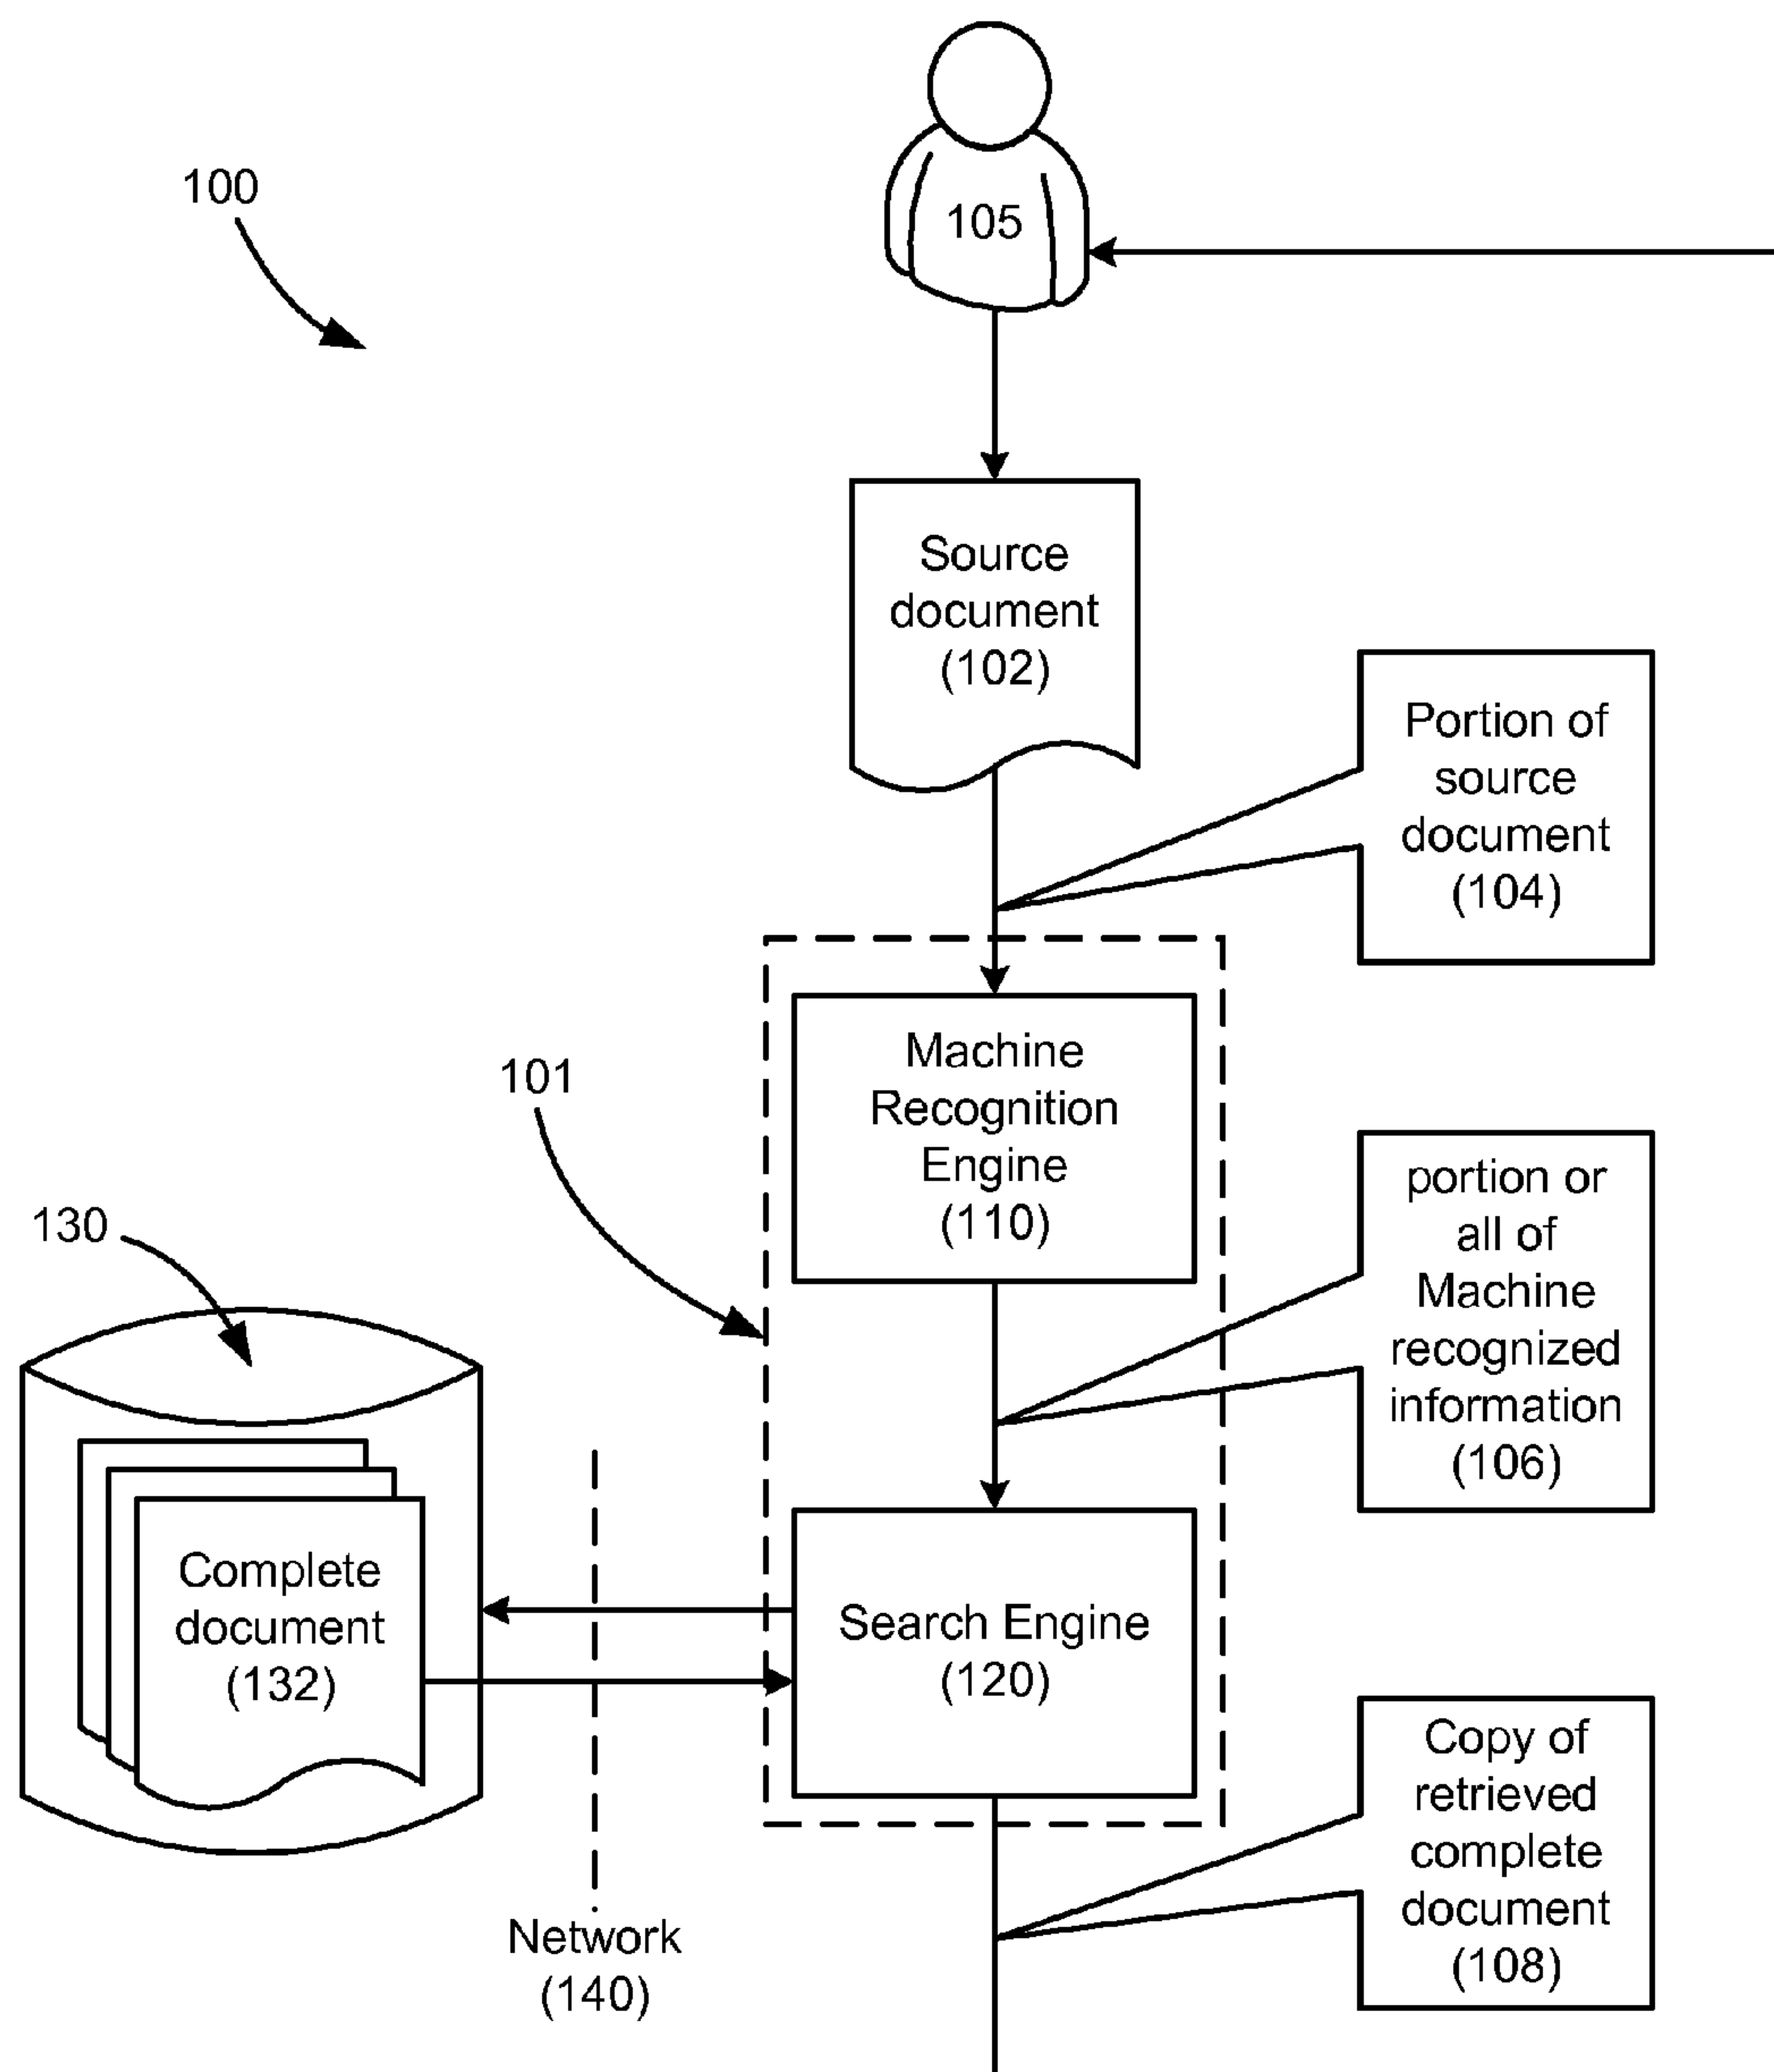 100
105
Source
document
(102)
Portion of
source
document
(104)
101
Machine
Recognition
Engine
(110)
130
portion or
all of
Machine
recognized
information
(106)
Complete
document
(132)
Search Engine
(120)
Network
(140)
Copy of
retrieved
complete
document
(108)